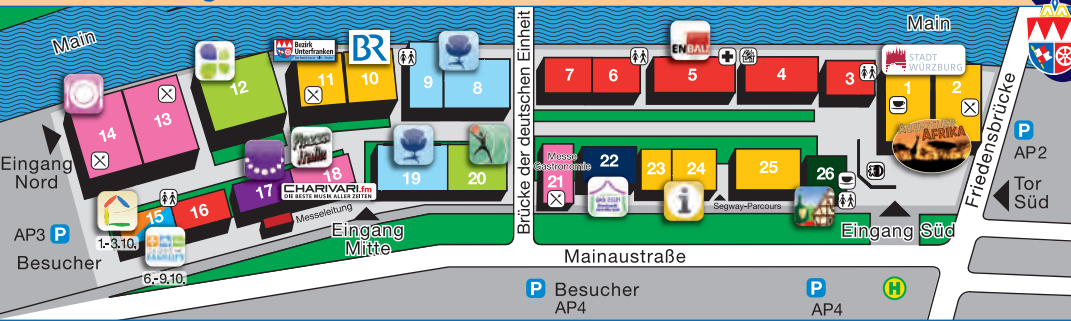 Main
Main
Bezirk
Unterfranken
BR
ENBAU
STADT
WÜRZBURG
14
13
12
11
10
9
8
7
6
5
4
3
1
2
AFRIKA
Eingang
Nord
Brücke der deutschen Einheit
Friedensbrücke
P
AP2
Tor
Süd
15
16
17
18
19
20
Messe
Gastronomie
21
22
23
24
25
26
i
CHARIVARI.fm
DIE BESTE MUSIK ALLER ZEITEN
Messeleitung
Segway-Parcours
1.-3.10.
6.-9.10.
AP3 P
Besucher
Eingang
Mitte
Eingang Süd
Mainaustraße
P Besucher
AP4
P
AP4
H